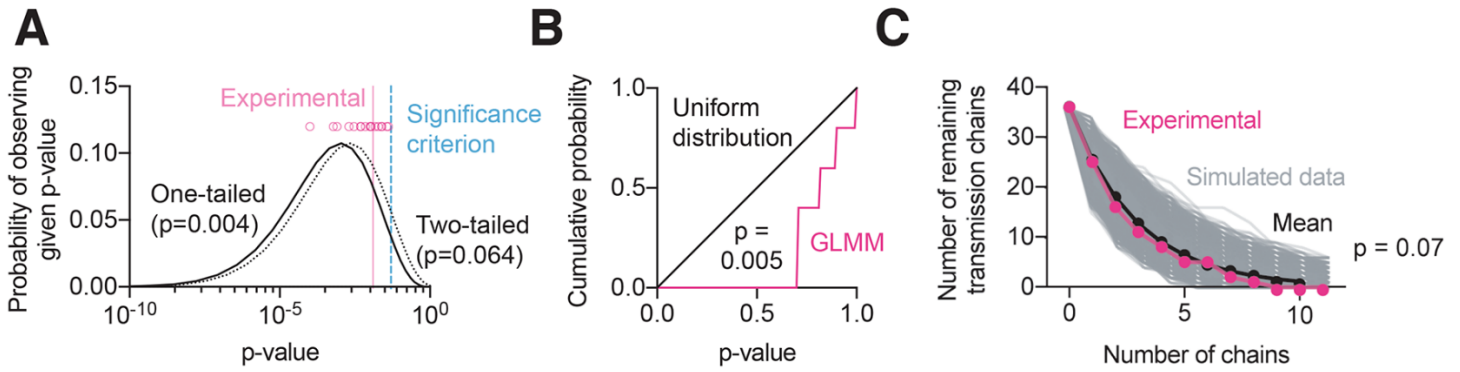 A
Probability of observing
given p-value
0.15
0.10
0.05
0.00
Experimental
Significance
criterion
One-tailed
(p=0.004)
Two-tailed
(p=0.064)
10-10
10-5
100
p-value
B
Cumulative probability
1.0
0.5
0.0
Uniform
distribution
p =
0.005
GLMM
0.0
0.5
1.0
p-value
C
Number of remaining
transmission chains
40
30
20
10
0
Experimental
Simulated data
Mean
p = 0.07
0
5
10
Number of chains